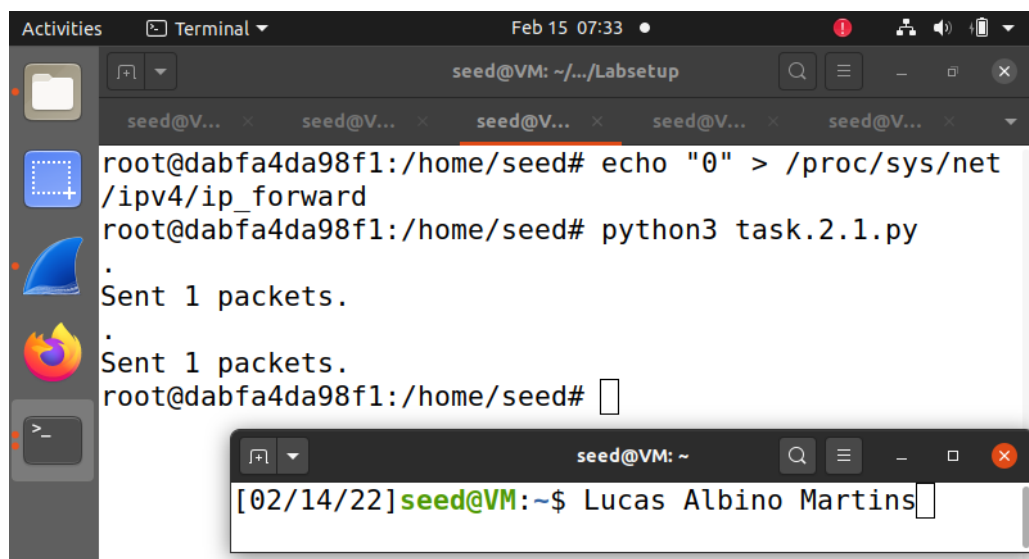 Activities Terminal Feb 15 07:33
seed@VM: ~/.../Labsetup
seed@V... seed@V... seed@V... seed@V... seed@V...
root@dabfa4da98f1:/home/seed# echo "0" > /proc/sys/net
/ipv4/ip_forward
root@dabfa4da98f1:/home/seed# python3 task.2.1.py
.
Sent 1 packets.
.
Sent 1 packets.
root@dabfa4da98f1:/home/seed#
seed@VM: ~
[02/14/22]seed@VM:~$ Lucas Albino Martins